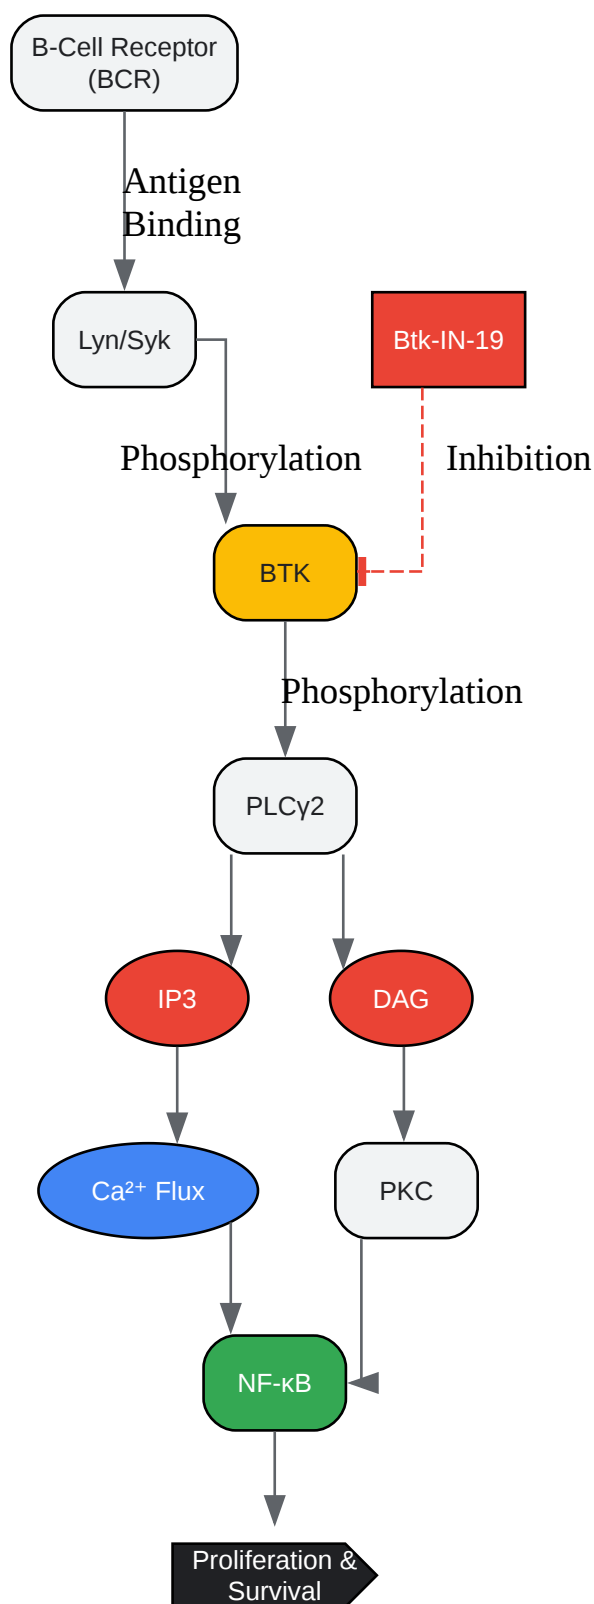 B-Cell Receptor
(BCR)
Antigen
Binding
Lyn/Syk
Btk-IN-19
Phosphorylation
Inhibition
BTK
Phosphorylation
PLCγ2
IP3
DAG
Ca²⁺ Flux
PKC
NF-κB
Proliferation &
Survival